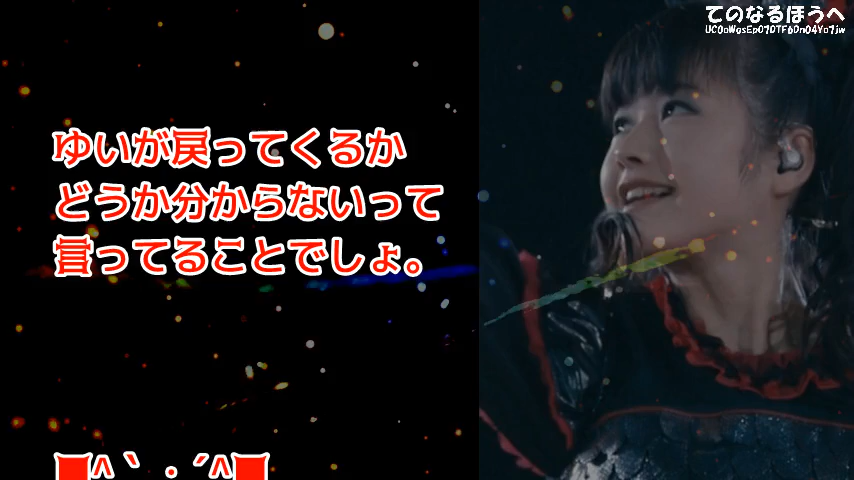 てのなるほうへ
UC0oWgsEp070TFbDn04Yo7jw
ゆいが戻ってくるか
どうか分からないって
言ってることでしょ。
■^｀・´^■